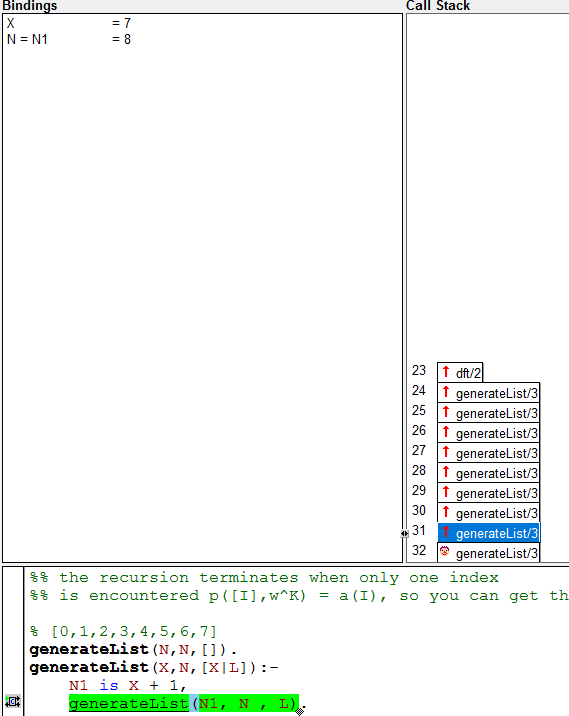 Bindings
Call Stack
X = 7
N = N1 = 8
23 dft/2
24 generateList/3
25 generateList/3
26 generateList/3
27 generateList/3
28 generateList/3
29 generateList/3
30 generateList/3
31 generateList/3
32 generateList/3
%% the recursion terminates when only one index
%% is encountered p([I],w^K) = a(I), so you can get th
% [0,1,2,3,4,5,6,7]
generateList(N,N,[]).
generateList(X,N,[X|L]):-
N1 is X + 1,
generateList(N1, N , L).